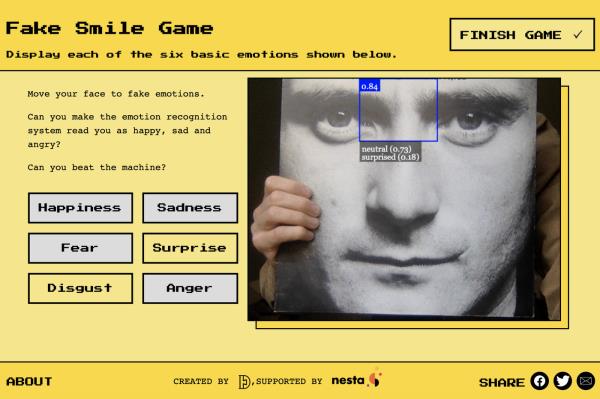 Fake Smile Game
FINISH GAME ✓
Display each of the six basic emotions shown below.
Move your face to fake emotions.
Can you make the emotion recognition
system read you as happy, sad and
angry?
Can you beat the machine?
Happiness
Sadness
Fear
Surprise
Disgust
Anger
0.84
neutral (0.73)
surprised (0.18)
ABOUT
CREATED BY
,SUPPORTED BY
nesta
SHARE